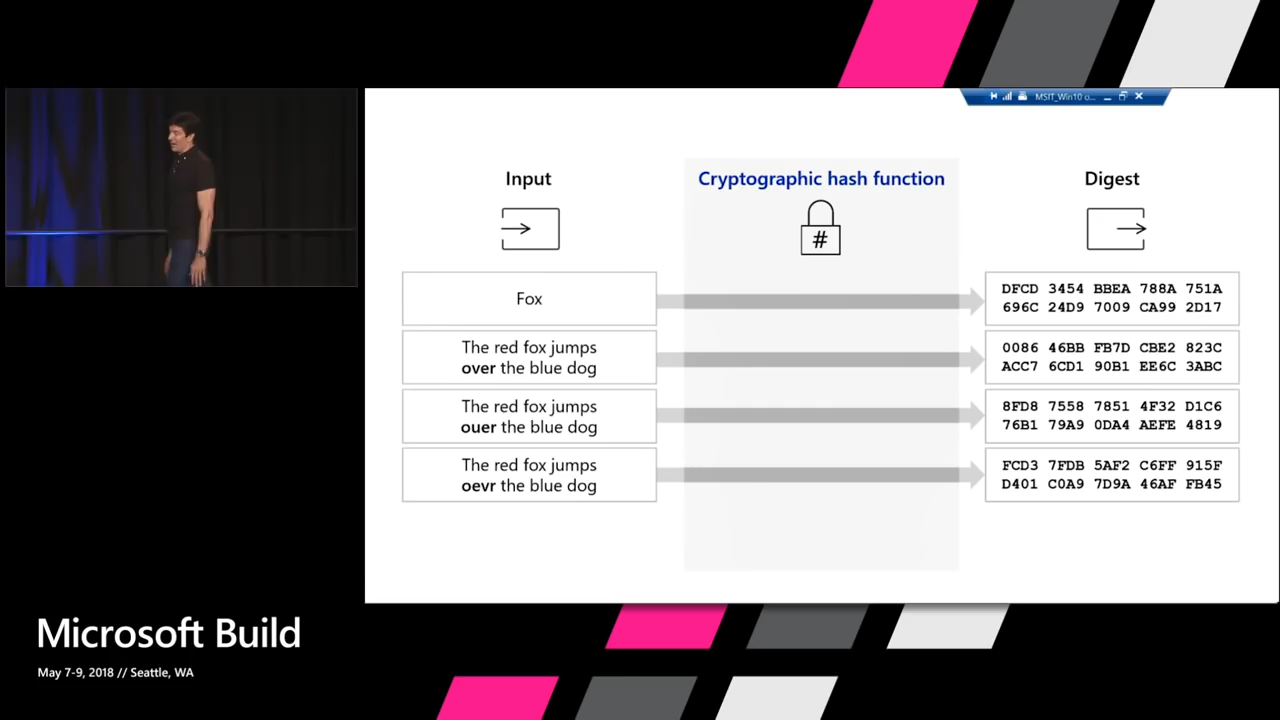 MSIT_Win10 o...
Input
Cryptographic hash function
Digest
#
Fox
DFCD 3454 BBEA 788A 751A
696C 24D9 7009 CA99 2D17
The red fox jumps
over the blue dog
0086 46BB FB7D CBE2 823C
ACC7 6CD1 90B1 EE6C 3ABC
The red fox jumps
ouer the blue dog
8FD8 7558 7851 4F32 D1C6
76B1 79A9 0DA4 AEFE 4819
The red fox jumps
oevr the blue dog
FCD3 7FDB 5AF2 C6FF 915F
D401 C0A9 7D9A 46AF FB45
Microsoft Build
May 7-9, 2018 // Seattle, WA